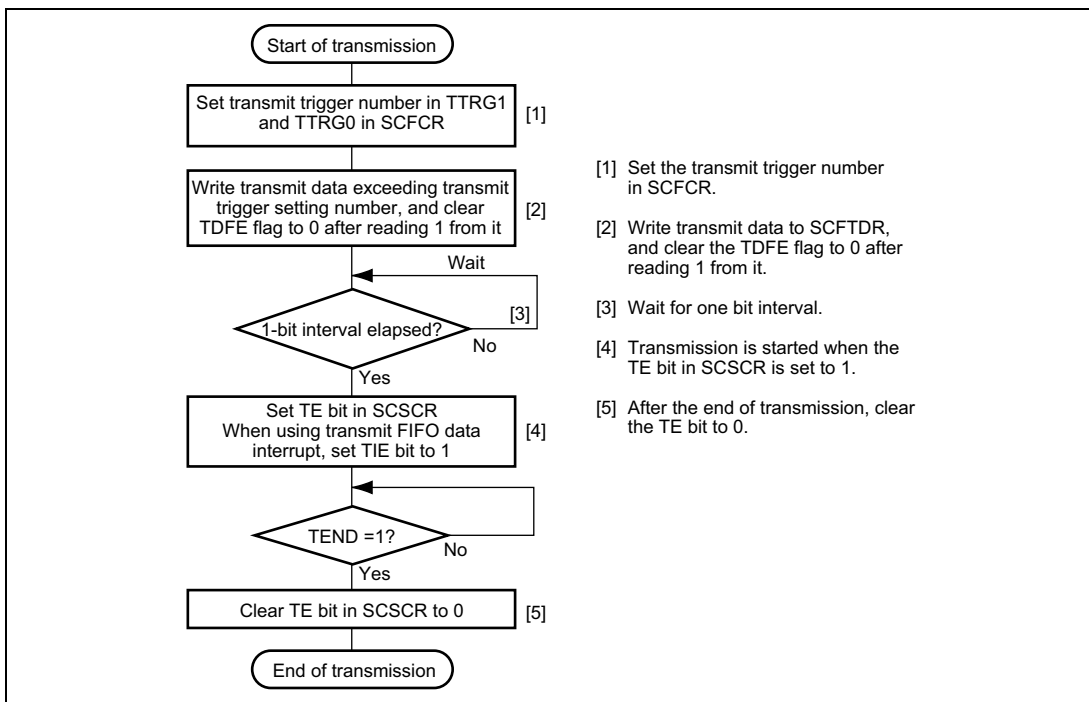 Start of transmission
Set transmit trigger number in TTRG1
and TTRG0 in SCFCR
[1]
Write transmit data exceeding transmit
trigger setting number, and clear
TDFE flag to 0 after reading 1 from it
[2]
Wait
1-bit interval elapsed?
[3]
No
Yes
Set TE bit in SCSCR
When using transmit FIFO data
interrupt, set TIE bit to 1
[4]
TEND =1?
No
Yes
Clear TE bit in SCSCR to 0
[5]
End of transmission
[1] Set the transmit trigger number
in SCFCR.
[2] Write transmit data to SCFTDR,
and clear the TDFE flag to 0 after
reading 1 from it.
[3] Wait for one bit interval.
[4] Transmission is started when the
TE bit in SCSCR is set to 1.
[5] After the end of transmission, clear
the TE bit to 0.